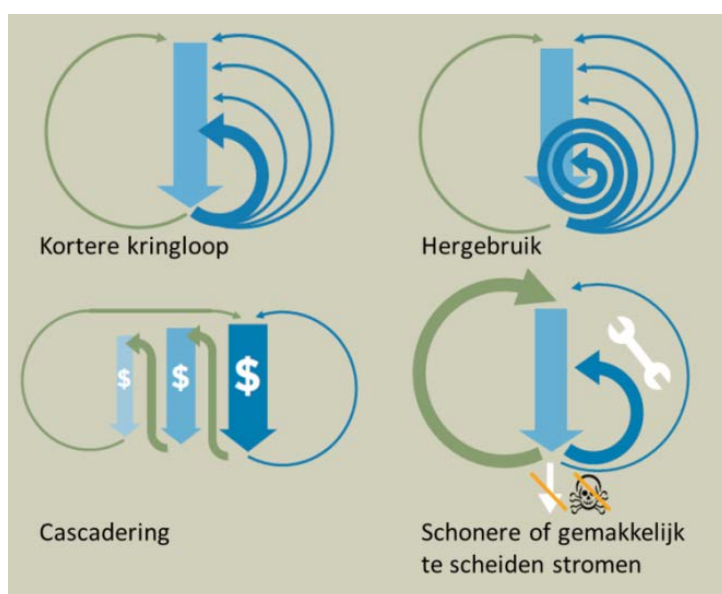 Kortere kringloop
Hergebruik
$
$
$
Cascadering
Schonere of gemakkelijk
te scheiden stromen